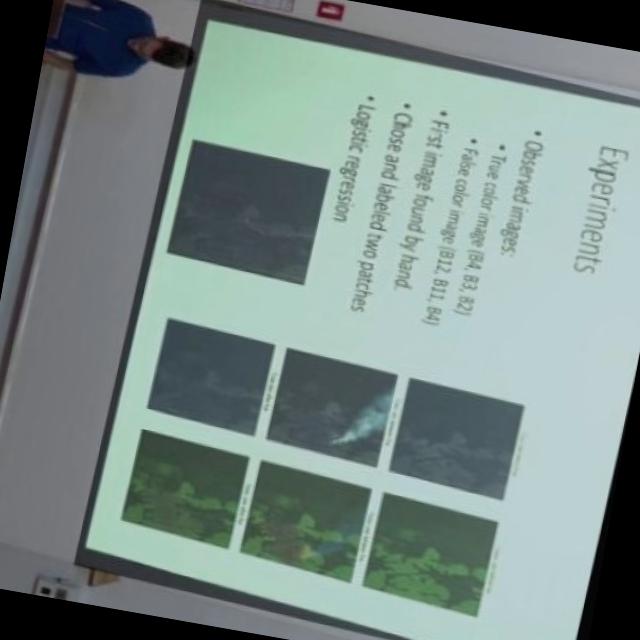 Experiments
• Observed images:
• True color image (B4, B3, B2)
• False color image (B12, B11, B4)
• First image found by hand
• Chose and labeled two patches
• Logistic regression